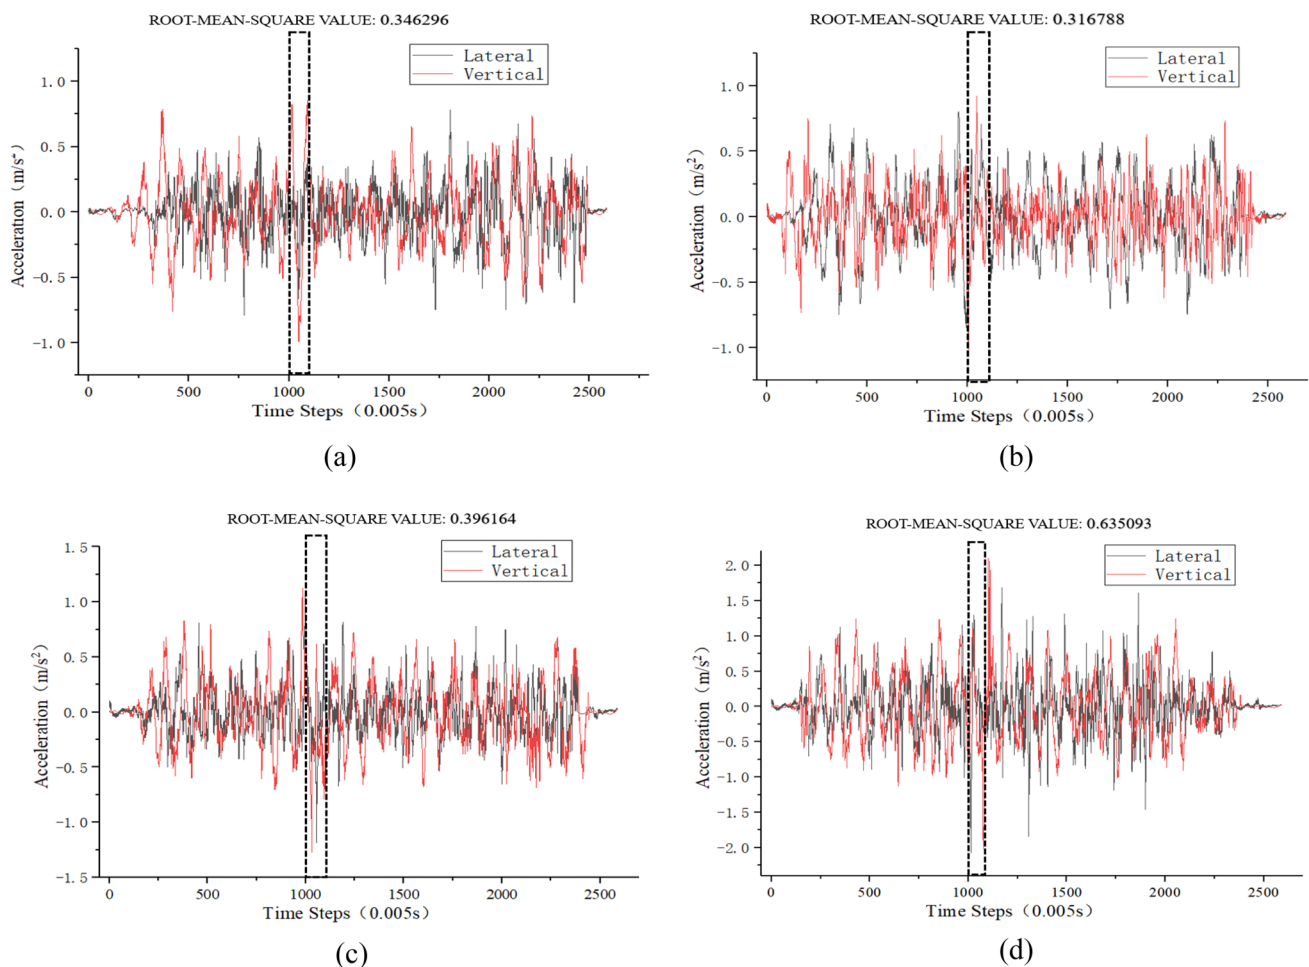 ROOT-MEAN-SQUARE VALUE: 0.346296
Lateral
Vertical
Acceleration (m/s²)
1.0
0.5
0.0
-0.5
-1.0
0 500 1000 1500 2000 2500
Time Steps (0.005s)
(a)
ROOT-MEAN-SQUARE VALUE: 0.316788
Lateral
Vertical
Acceleration (m/s²)
1.0
0.5
0.0
-0.5
-1.0
0 500 1000 1500 2000 2500
Time Steps (0.005s)
(b)
ROOT-MEAN-SQUARE VALUE: 0.396164
Lateral
Vertical
Acceleration (m/s²)
1.5
1.0
0.5
0.0
-0.5
-1.0
-1.5
0 500 1000 1500 2000 2500
Time Steps (0.005s)
(c)
ROOT-MEAN-SQUARE VALUE: 0.635093
Lateral
Vertical
Acceleration (m/s²)
2.0
1.5
1.0
0.5
0.0
-0.5
-1.0
-1.5
-2.0
0 500 1000 1500 2000 2500
Time Steps (0.005s)
(d)